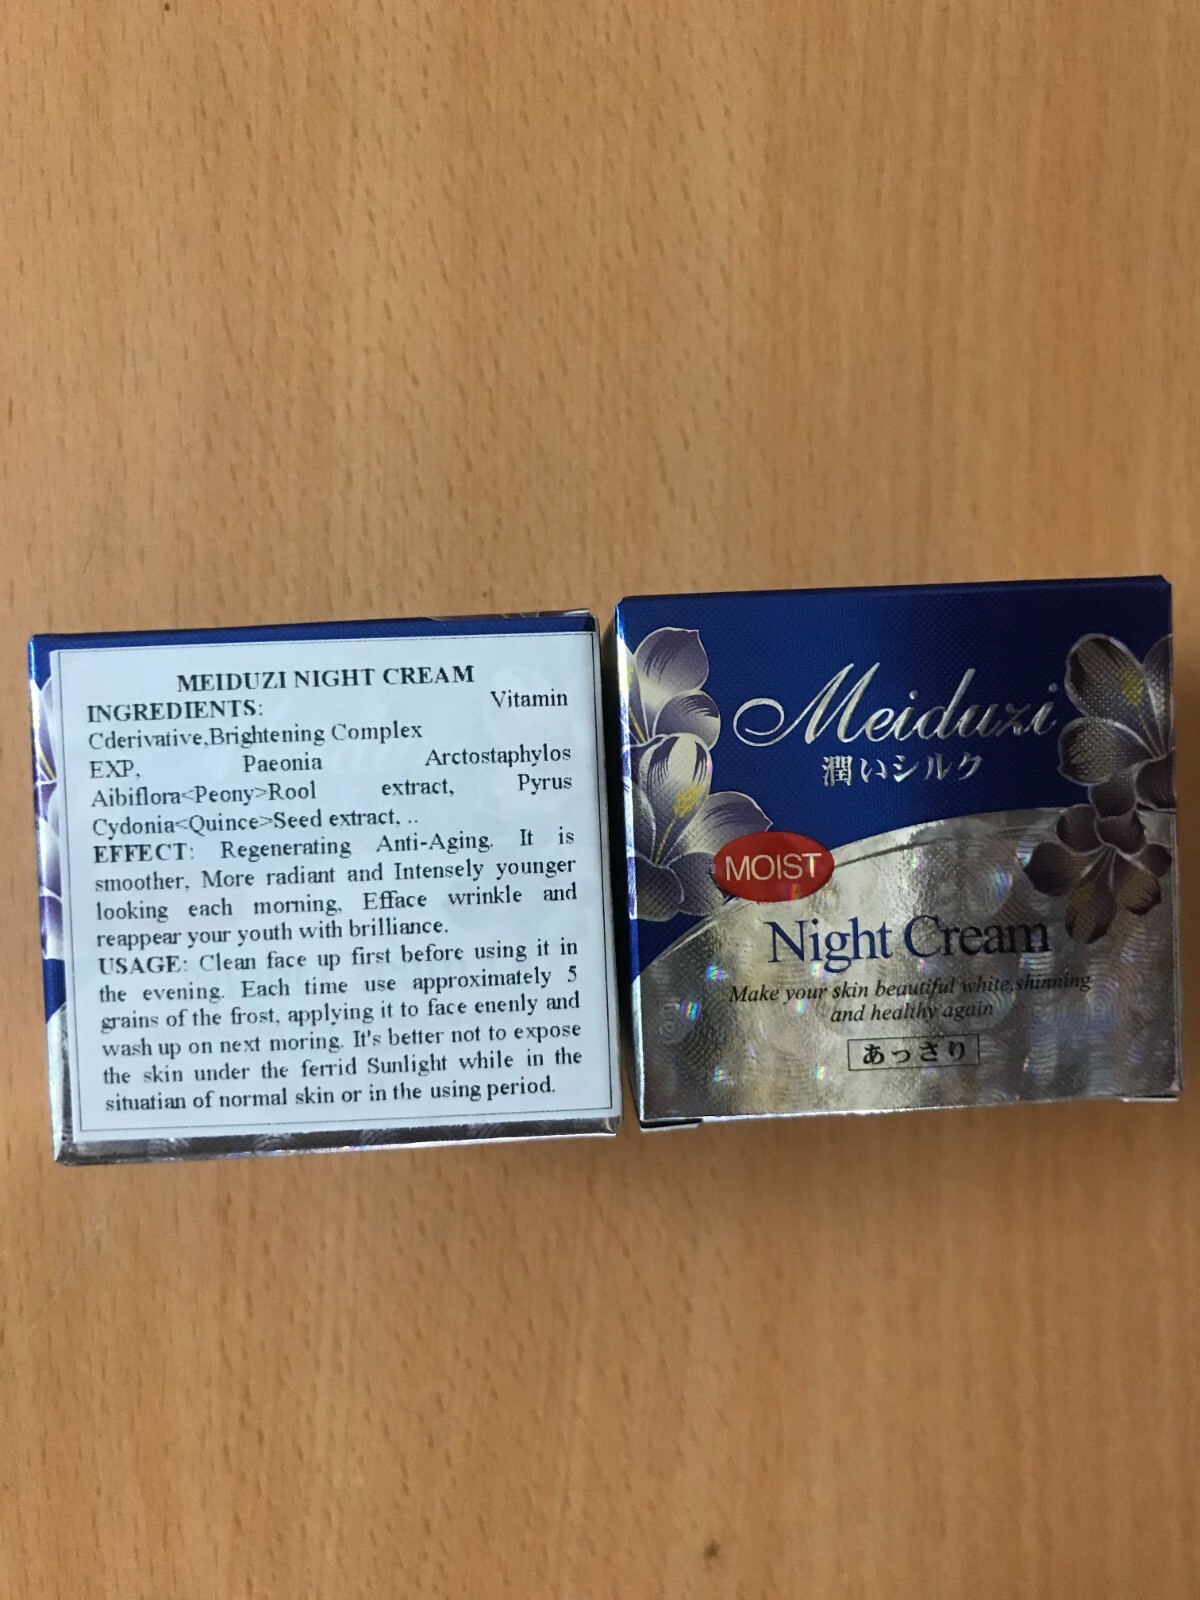 MEIDUZI NIGHT CREAM
INGREDIENTS: Vitamin
Cderivative,Brightening Complex
EXP, Paeonia Arctostaphylos
Aibiflora<Peony>Rool extract, Pyrus
Cydonia<Quince>Seed extract, ..
EFFECT: Regenerating Anti-Aging. It is
smoother, More radiant and Intensely younger
looking each morning, Efface wrinkle and
reappear your youth with brilliance.
USAGE: Clean face up first before using it in
the evening. Each time use approximately 5
grains of the frost, applying it to face enenly and
wash up on next moring. It's better not to expose
the skin under the ferrid Sunlight while in the
situatian of normal skin or in the using period.
Meiduzi
潤いシルク
MOIST
Night Cream
Make your skin beautiful white,shinning
and healthy again
あっさり